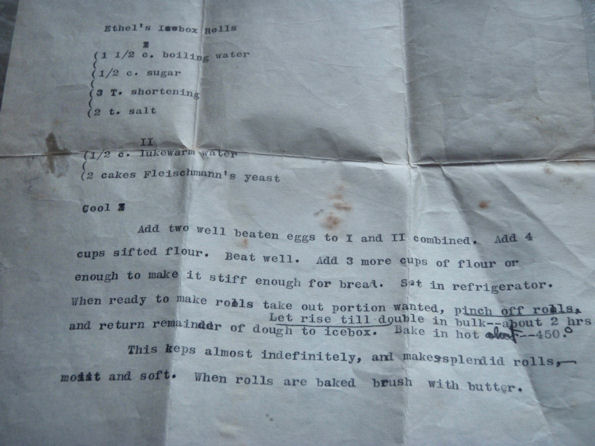 Ethel's Icebox Rolls
I
(1 1/2 c. boiling water
(1/2 c. sugar
(3 T. shortening
(2 t. salt
II
(1/2 c. lukewarm water
(2 cakes Fleischmann's yeast
Cool I
Add two well beaten eggs to I and II combined. Add 4
cups sifted flour. Beat well. Add 3 more cups of flour or
enough to make it stiff enough for bread. Set in refrigerator.
When ready to make rolls take out portion wanted, pinch off rolls,
Let rise till double in bulk--about 2 hrs
and return remainder of dough to icebox. Bake in hot --450.°
This keps almost indefinitely, and makes splendid rolls,
moist and soft. When rolls are baked brush with butter.